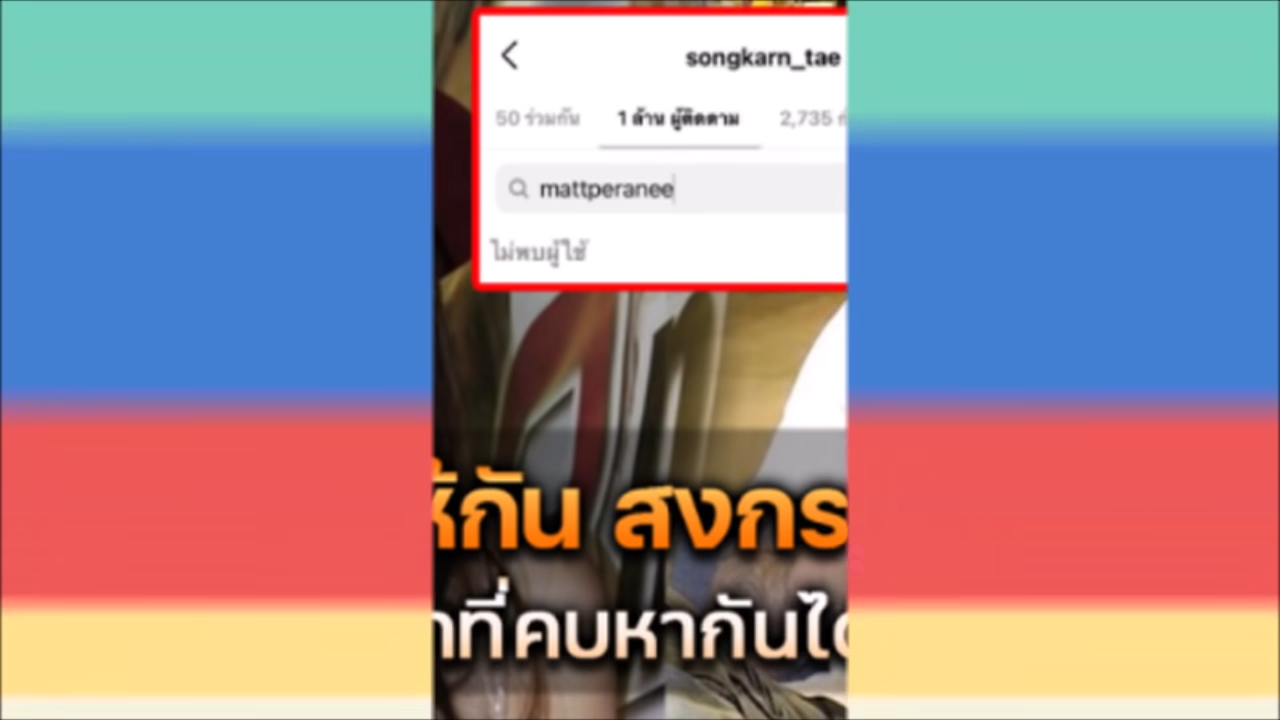 songkarn_tae
50 ร่วมกัน 1 ล้าน ผู้ติดตาม 2,735
mattperanee
ไม่พบผู้ใช้
ห้กัน สงกร
ที่คบหากันได